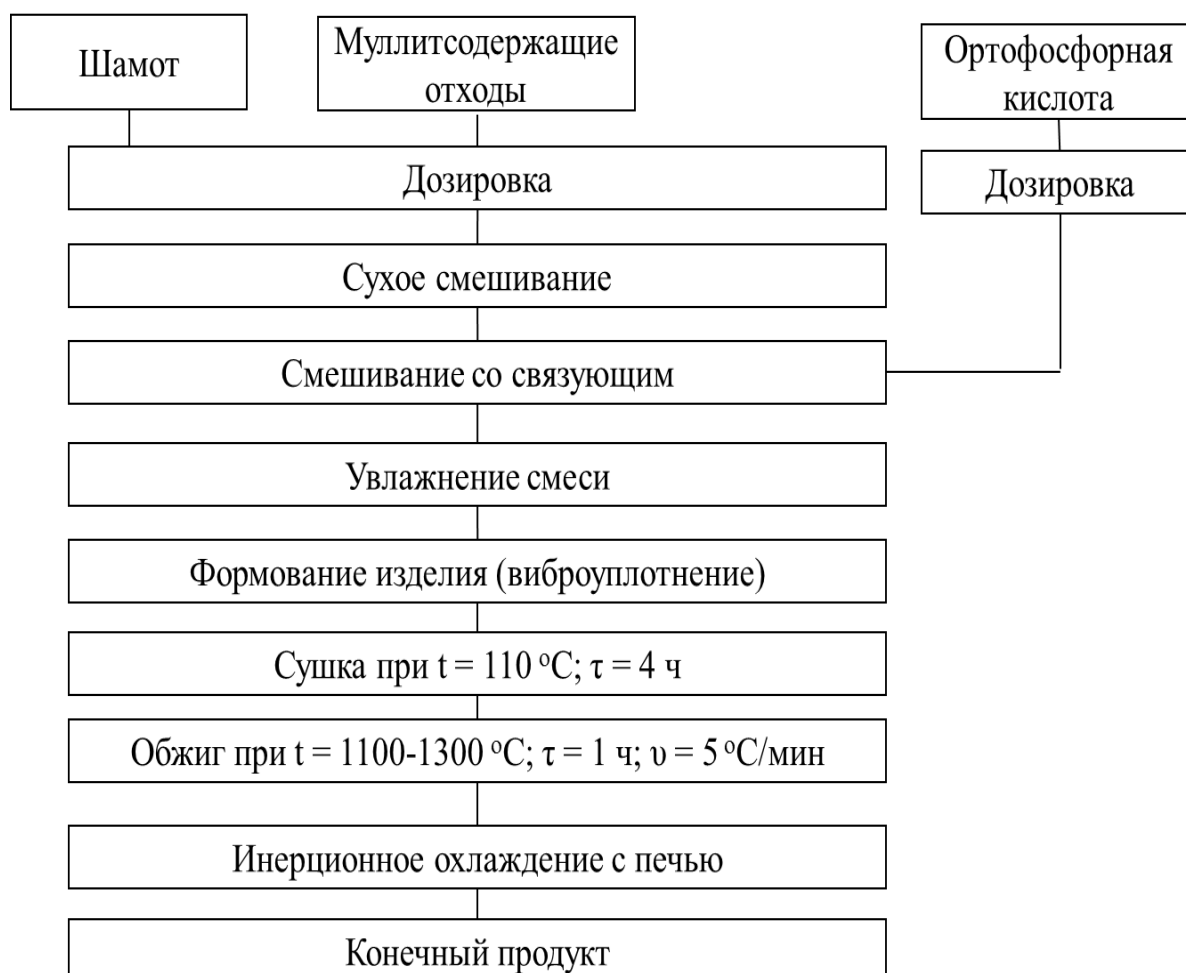 Шамот
Муллитсодержащие
отходы
Ортофосфорная
кислота
Дозировка
Дозировка
Сухое смешивание
Смешивание со связующим
Увлажнение смеси
Формование изделия (виброуплотнение)
Сушка при t = 110 °C; τ = 4 ч
Обжиг при t = 1100-1300 °C; τ = 1 ч; υ = 5 °C/мин
Инерционное охлаждение с печью
Конечный продукт